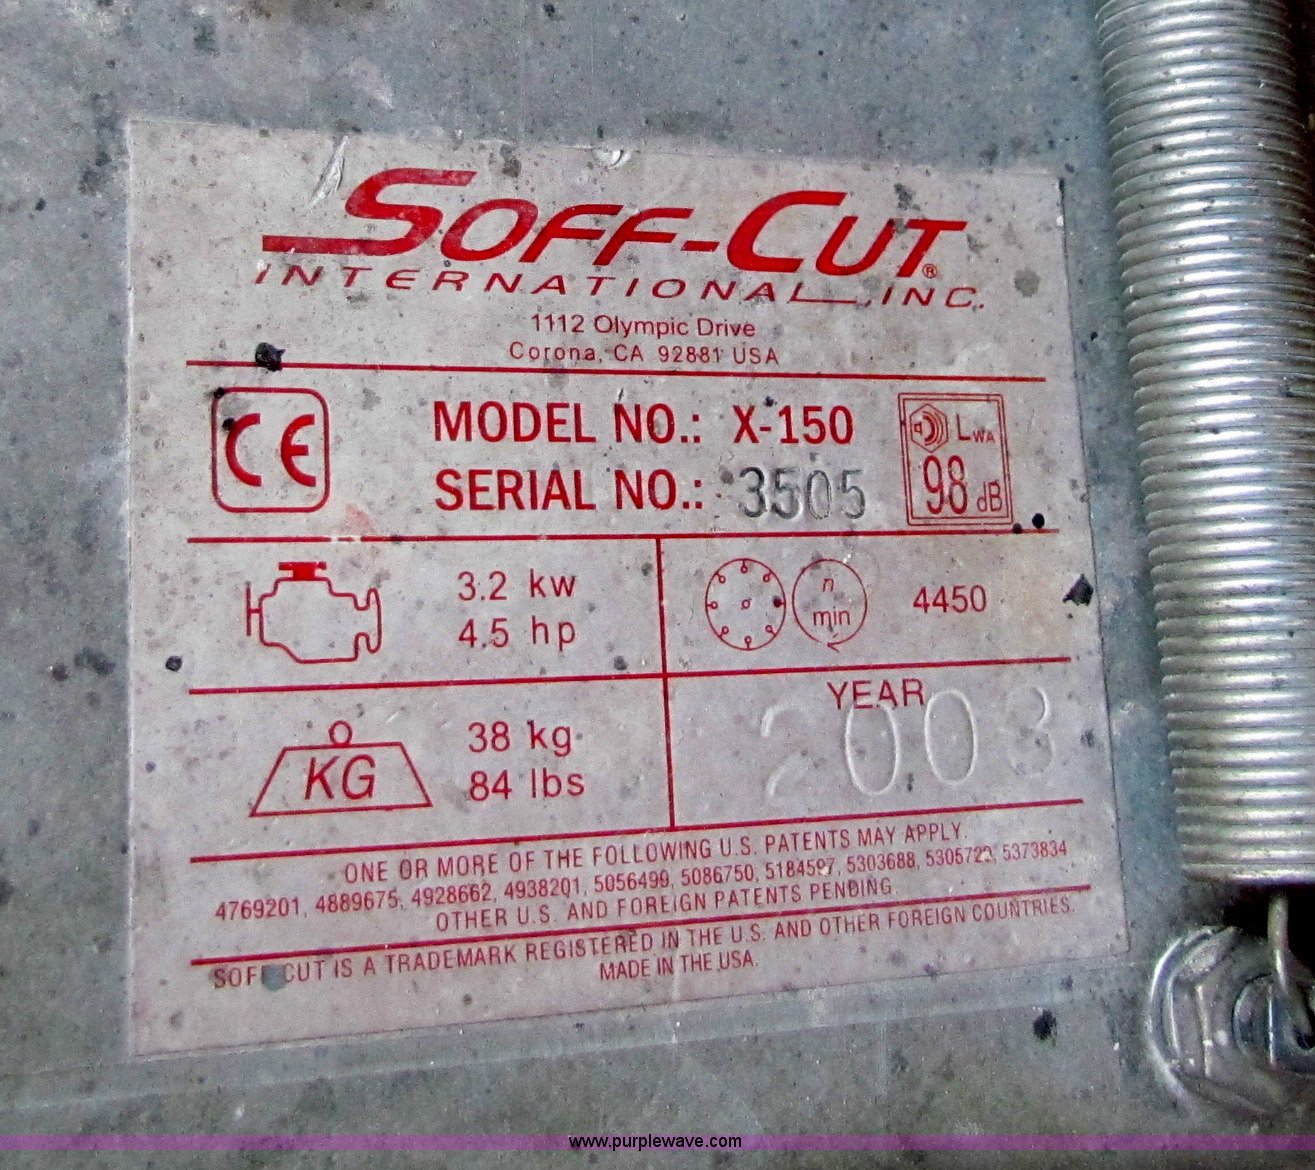 SOFF-CUT®
INTERNATIONAL, INC.
1112 Olympic Drive
Corona, CA 92881 USA
CE
MODEL NO.: X-150
SERIAL NO.: 3505
LWA
98 dB
3.2 kw
4.5 hp
n
min
4450
KG
38 kg
84 lbs
YEAR
2003
ONE OR MORE OF THE FOLLOWING U.S. PATENTS MAY APPLY.
4769201, 4889675, 4928662, 4938201, 5056499, 5086750, 5184597, 5303688, 5305729, 5373834
OTHER U.S. AND FOREIGN PATENTS PENDING.
SOFF-CUT IS A TRADEMARK REGISTERED IN THE U.S. AND OTHER FOREIGN COUNTRIES.
MADE IN THE USA.
www.purplewave.com